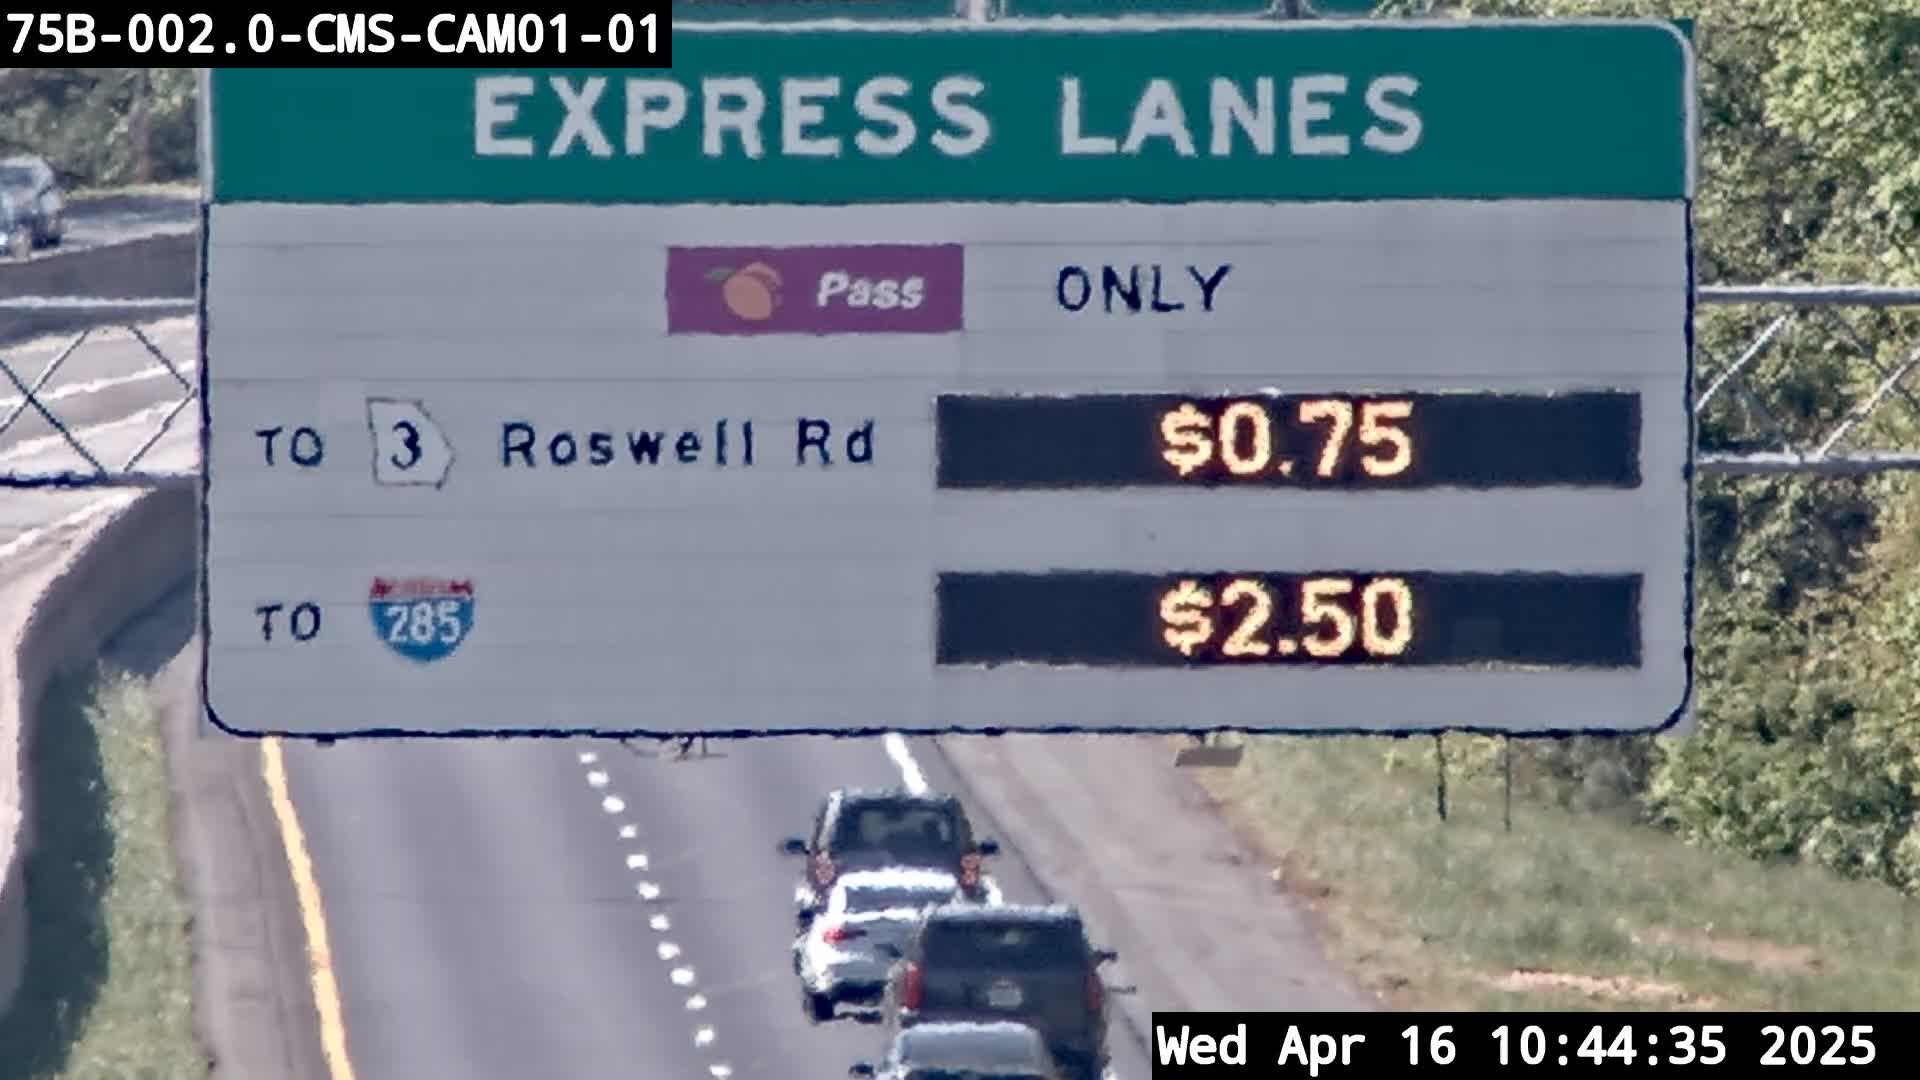 75B-002.0-CMS-CAM01-01
EXPRESS LANES
Pass ONLY
TO 3 Roswell Rd $0.75
TO 285 $2.50
Wed Apr 16 10:44:35 2025